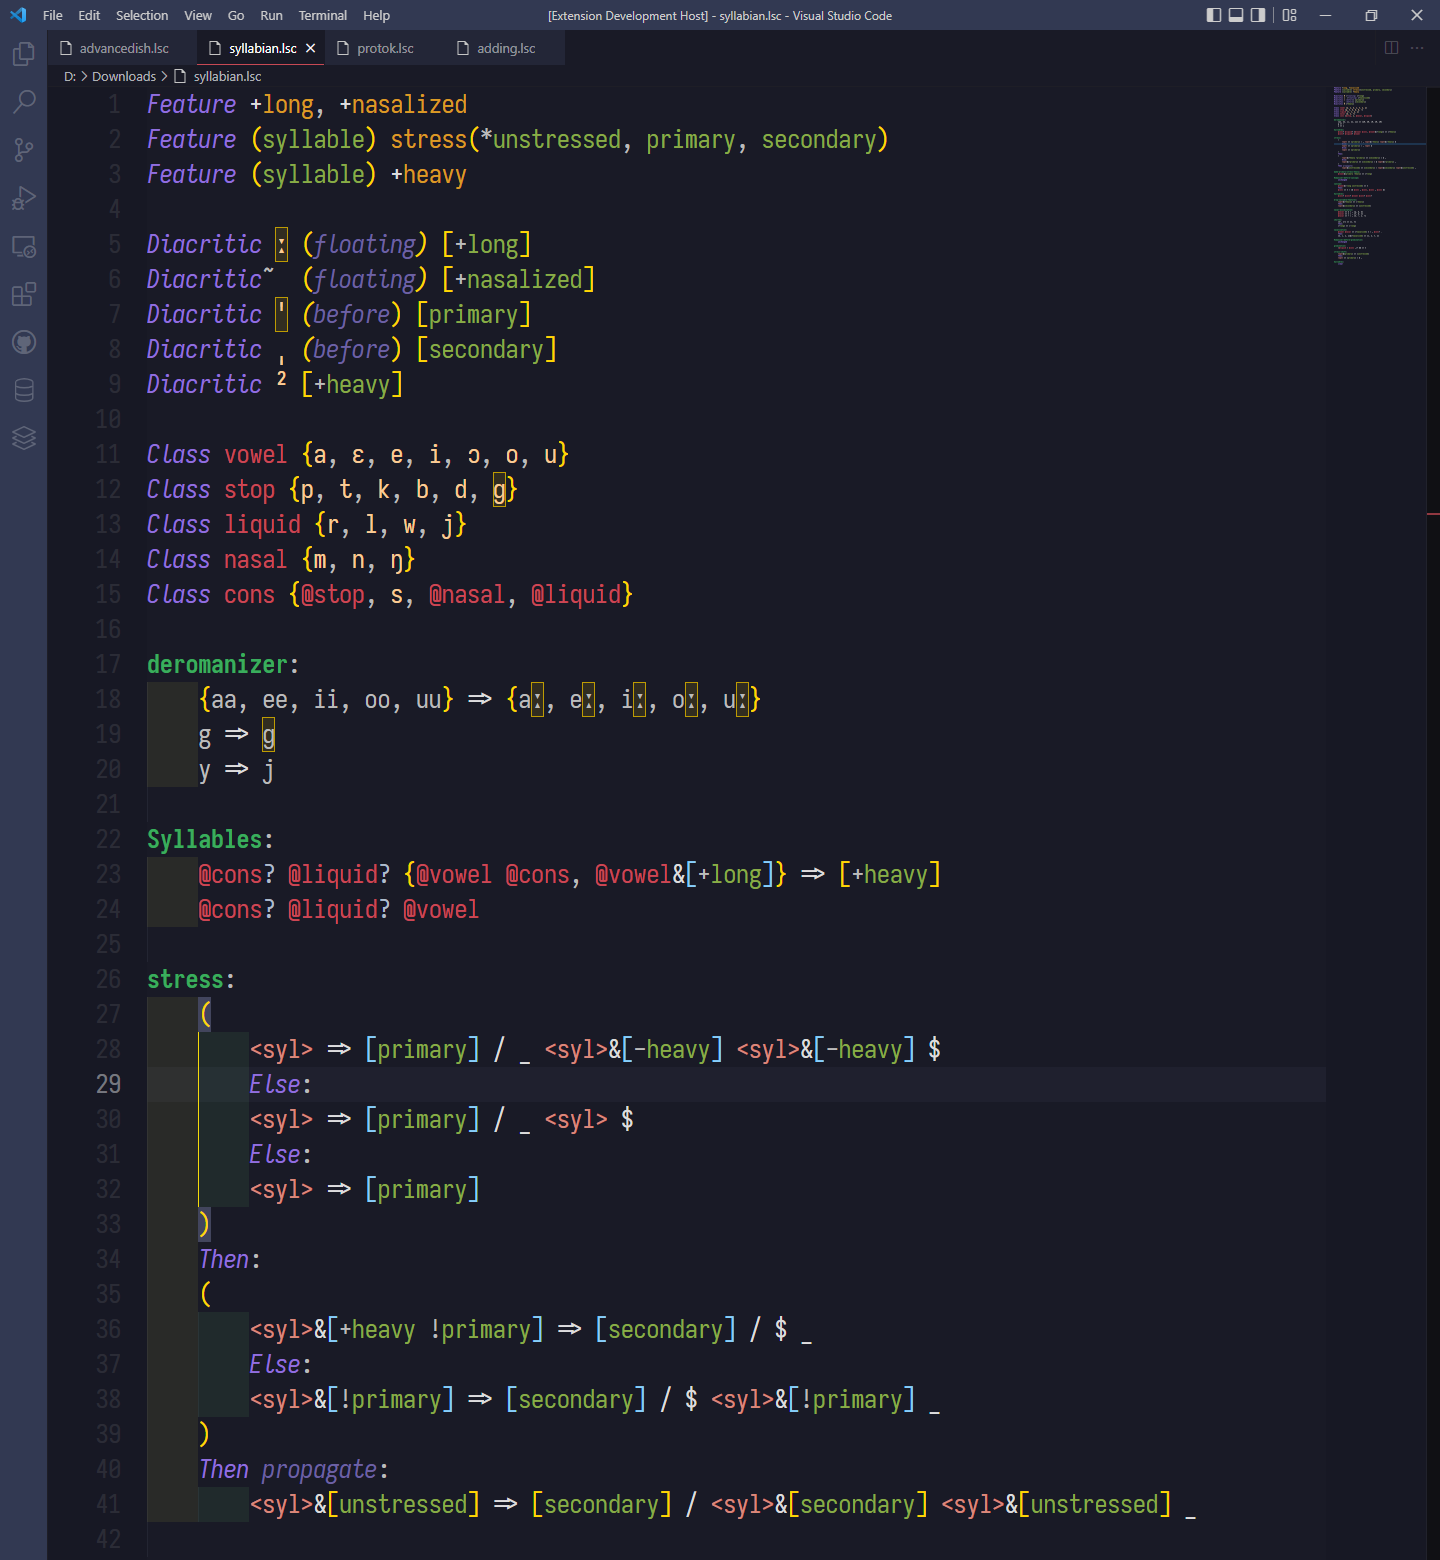 File Edit Selection View Go Run Terminal Help [Extension Development Host] - syllabian.lsc - Visual Studio Code
advancedish.lsc syllabian.lsc protok.lsc adding.lsc
D: > Downloads > syllabian.lsc
1 Feature +long, +nasalized
2 Feature (syllable) stress(*unstressed, primary, secondary)
3 Feature (syllable) +heavy
4
5 Diacritic ː (floating) [+long]
6 Diacritic ̃ (floating) [+nasalized]
7 Diacritic ˈ (before) [primary]
8 Diacritic ˌ (before) [secondary]
9 Diacritic ² [+heavy]
10
11 Class vowel {a, ɛ, e, i, ɔ, o, u}
12 Class stop {p, t, k, b, d, ɡ}
13 Class liquid {r, l, w, j}
14 Class nasal {m, n, ŋ}
15 Class cons {@stop, s, @nasal, @liquid}
16
17 deromanizer:
18 {aa, ee, ii, oo, uu} => {aː, eː, iː, oː, uː}
19 g => ɡ
20 y => j
21
22 Syllables:
23 @cons? @liquid? {@vowel @cons, @vowel&[+long]} => [+heavy]
24 @cons? @liquid? @vowel
25
26 stress:
27 (
28 <syl> => [primary] / _ <syl>&[-heavy] <syl>&[-heavy] $
29 Else:
30 <syl> => [primary] / _ <syl> $
31 Else:
32 <syl> => [primary]
33 )
34 Then:
35 (
36 <syl>&[+heavy !primary] => [secondary] / $ _
37 Else:
38 <syl>&[!primary] => [secondary] / $ <syl>&[!primary] _
39 )
40 Then propagate:
41 <syl>&[unstressed] => [secondary] / <syl>&[secondary] <syl>&[unstressed] _
42